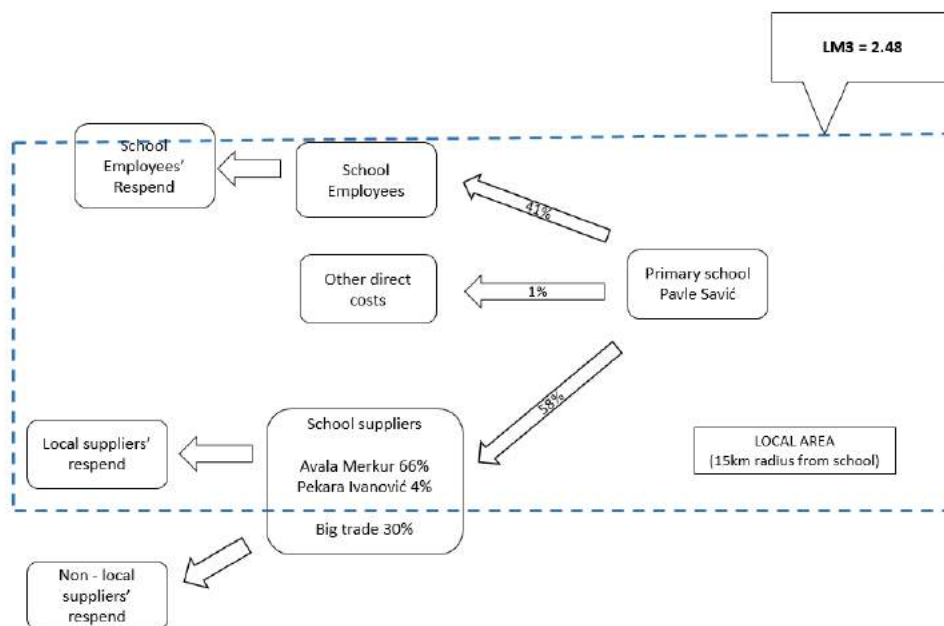 LM3 = 2.48
School
Employees'
Respend
School
Employees
41%
Other direct
costs
1%
Primary school
Pavle Savić
58%
School suppliers
Avala Merkur 66%
Pekara Ivanović 4%
Big trade 30%
Local suppliers'
respend
LOCAL AREA
(15km radius from school)
Non - local
suppliers'
respend